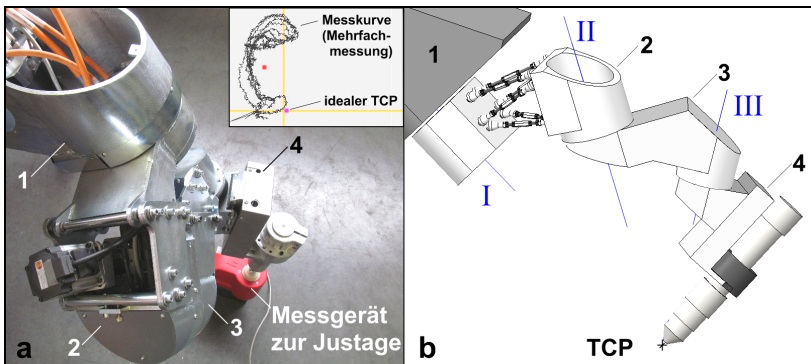 Messkurve
(Mehrfach-
messung)
idealer TCP
4
1
Messgerät
zur Justage
2
3
a
1
II
2
3
III
4
I
TCP
b